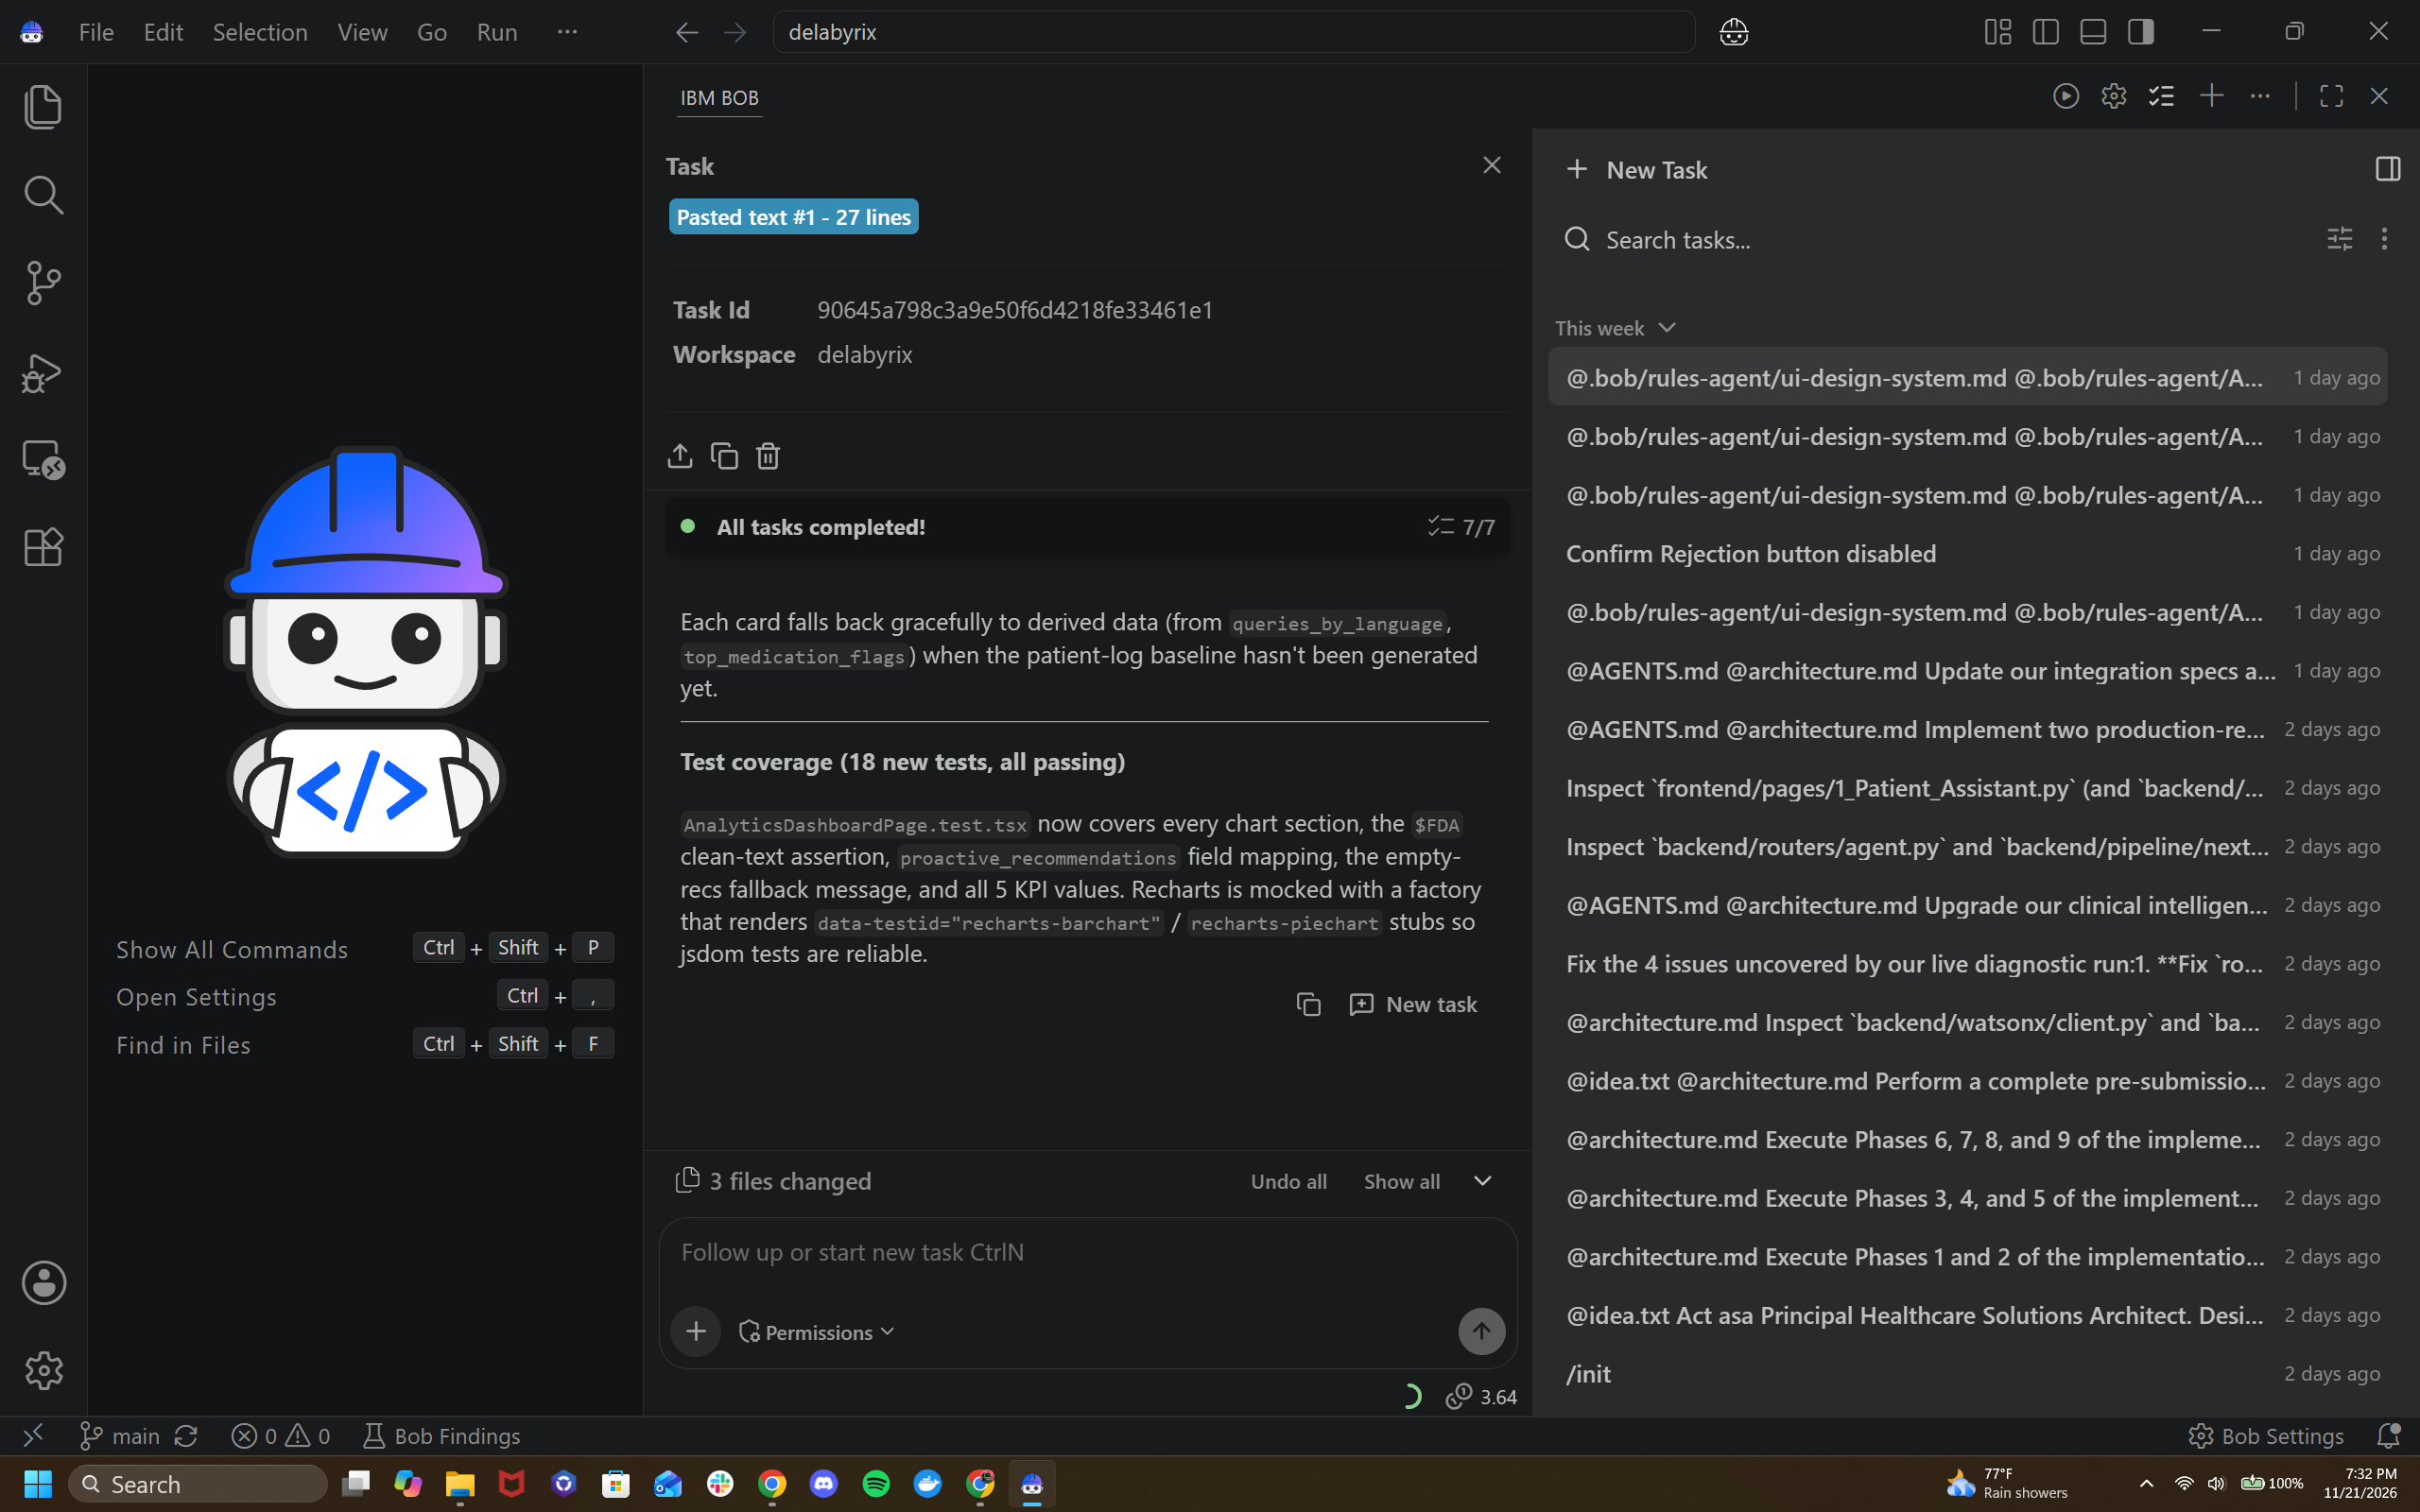 File Edit Selection View Go Run ···
delabyrix
IBM BOB
Task
Pasted text #1 - 27 lines
Task Id 90645a798c3a9e50f6d4218fe33461e1
Workspace delabyrix
All tasks completed!
7/7
Each card falls back gracefully to derived data (from queries_by_language,
top_medication_flags) when the patient-log baseline hasn't been generated
yet.
Test coverage (18 new tests, all passing)
AnalyticsDashboardPage.test.tsx now covers every chart section, the $FDA
clean-text assertion, proactive_recommendations field mapping, the empty-
recs fallback message, and all 5 KPI values. Recharts is mocked with a factory
that renders data-testid="recharts-barchart" / recharts-piechart stubs so
jsdom tests are reliable.
New task
3 files changed
Undo all
Show all
Follow up or start new task CtrlN
Permissions
3.64
</>
Show All Commands Ctrl + Shift + P
Open Settings Ctrl + ,
Find in Files Ctrl + Shift + F
New Task
Search tasks...
This week
@.bob/rules-agent/ui-design-system.md @.bob/rules-agent/A... 1 day ago
@.bob/rules-agent/ui-design-system.md @.bob/rules-agent/A... 1 day ago
@.bob/rules-agent/ui-design-system.md @.bob/rules-agent/A... 1 day ago
Confirm Rejection button disabled 1 day ago
@.bob/rules-agent/ui-design-system.md @.bob/rules-agent/A... 1 day ago
@AGENTS.md @architecture.md Update our integration specs a... 1 day ago
@AGENTS.md @architecture.md Implement two production-re... 2 days ago
Inspect `frontend/pages/1_Patient_Assistant.py` (and `backend/... 2 days ago
Inspect `backend/routers/agent.py` and `backend/pipeline/next... 2 days ago
@AGENTS.md @architecture.md Upgrade our clinical intelligen... 2 days ago
Fix the 4 issues uncovered by our live diagnostic run:1. **Fix `ro... 2 days ago
@architecture.md Inspect `backend/watsonx/client.py` and `ba... 2 days ago
@idea.txt @architecture.md Perform a complete pre-submissio... 2 days ago
@architecture.md Execute Phases 6, 7, 8, and 9 of the impleme... 2 days ago
@architecture.md Execute Phases 3, 4, and 5 of the implement... 2 days ago
@architecture.md Execute Phases 1 and 2 of the implementatio... 2 days ago
@idea.txt Act asa Principal Healthcare Solutions Architect. Desi... 2 days ago
/init 2 days ago
main 0 0 Bob Findings
Bob Settings
Search
77°F
Rain showers
100%
7:32 PM
11/21/2026